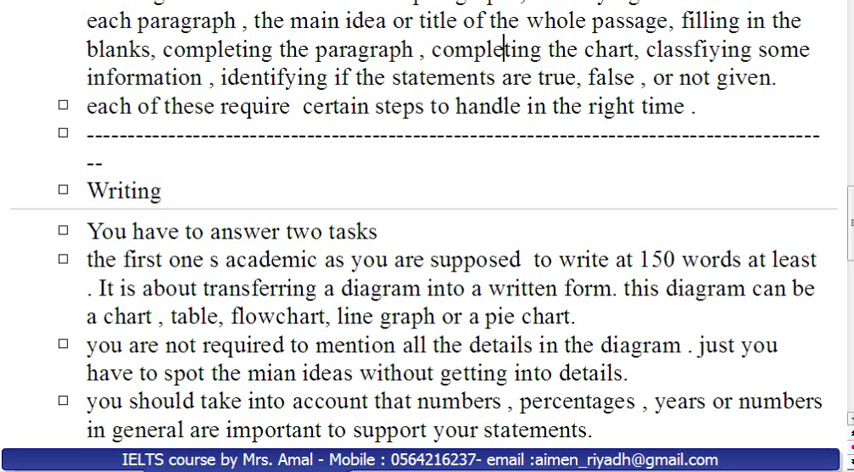 each paragraph , the main idea or title of the whole passage, filling in the
blanks, completing the paragraph , completing the chart, classfiying some
information , identifying if the statements are true, false , or not given.
each of these require certain steps to handle in the right time .
------------------------------------------------------------------------------------------
--
Writing
You have to answer two tasks
the first one s academic as you are supposed to write at 150 words at least
. It is about transferring a diagram into a written form. this diagram can be
a chart , table, flowchart, line graph or a pie chart.
you are not required to mention all the details in the diagram . just you
have to spot the mian ideas without getting into details.
you should take into account that numbers , percentages , years or numbers
in general are important to support your statements.
IELTS course by Mrs. Amal - Mobile : 0564216237- email :aimen_riyadh@gmail.com